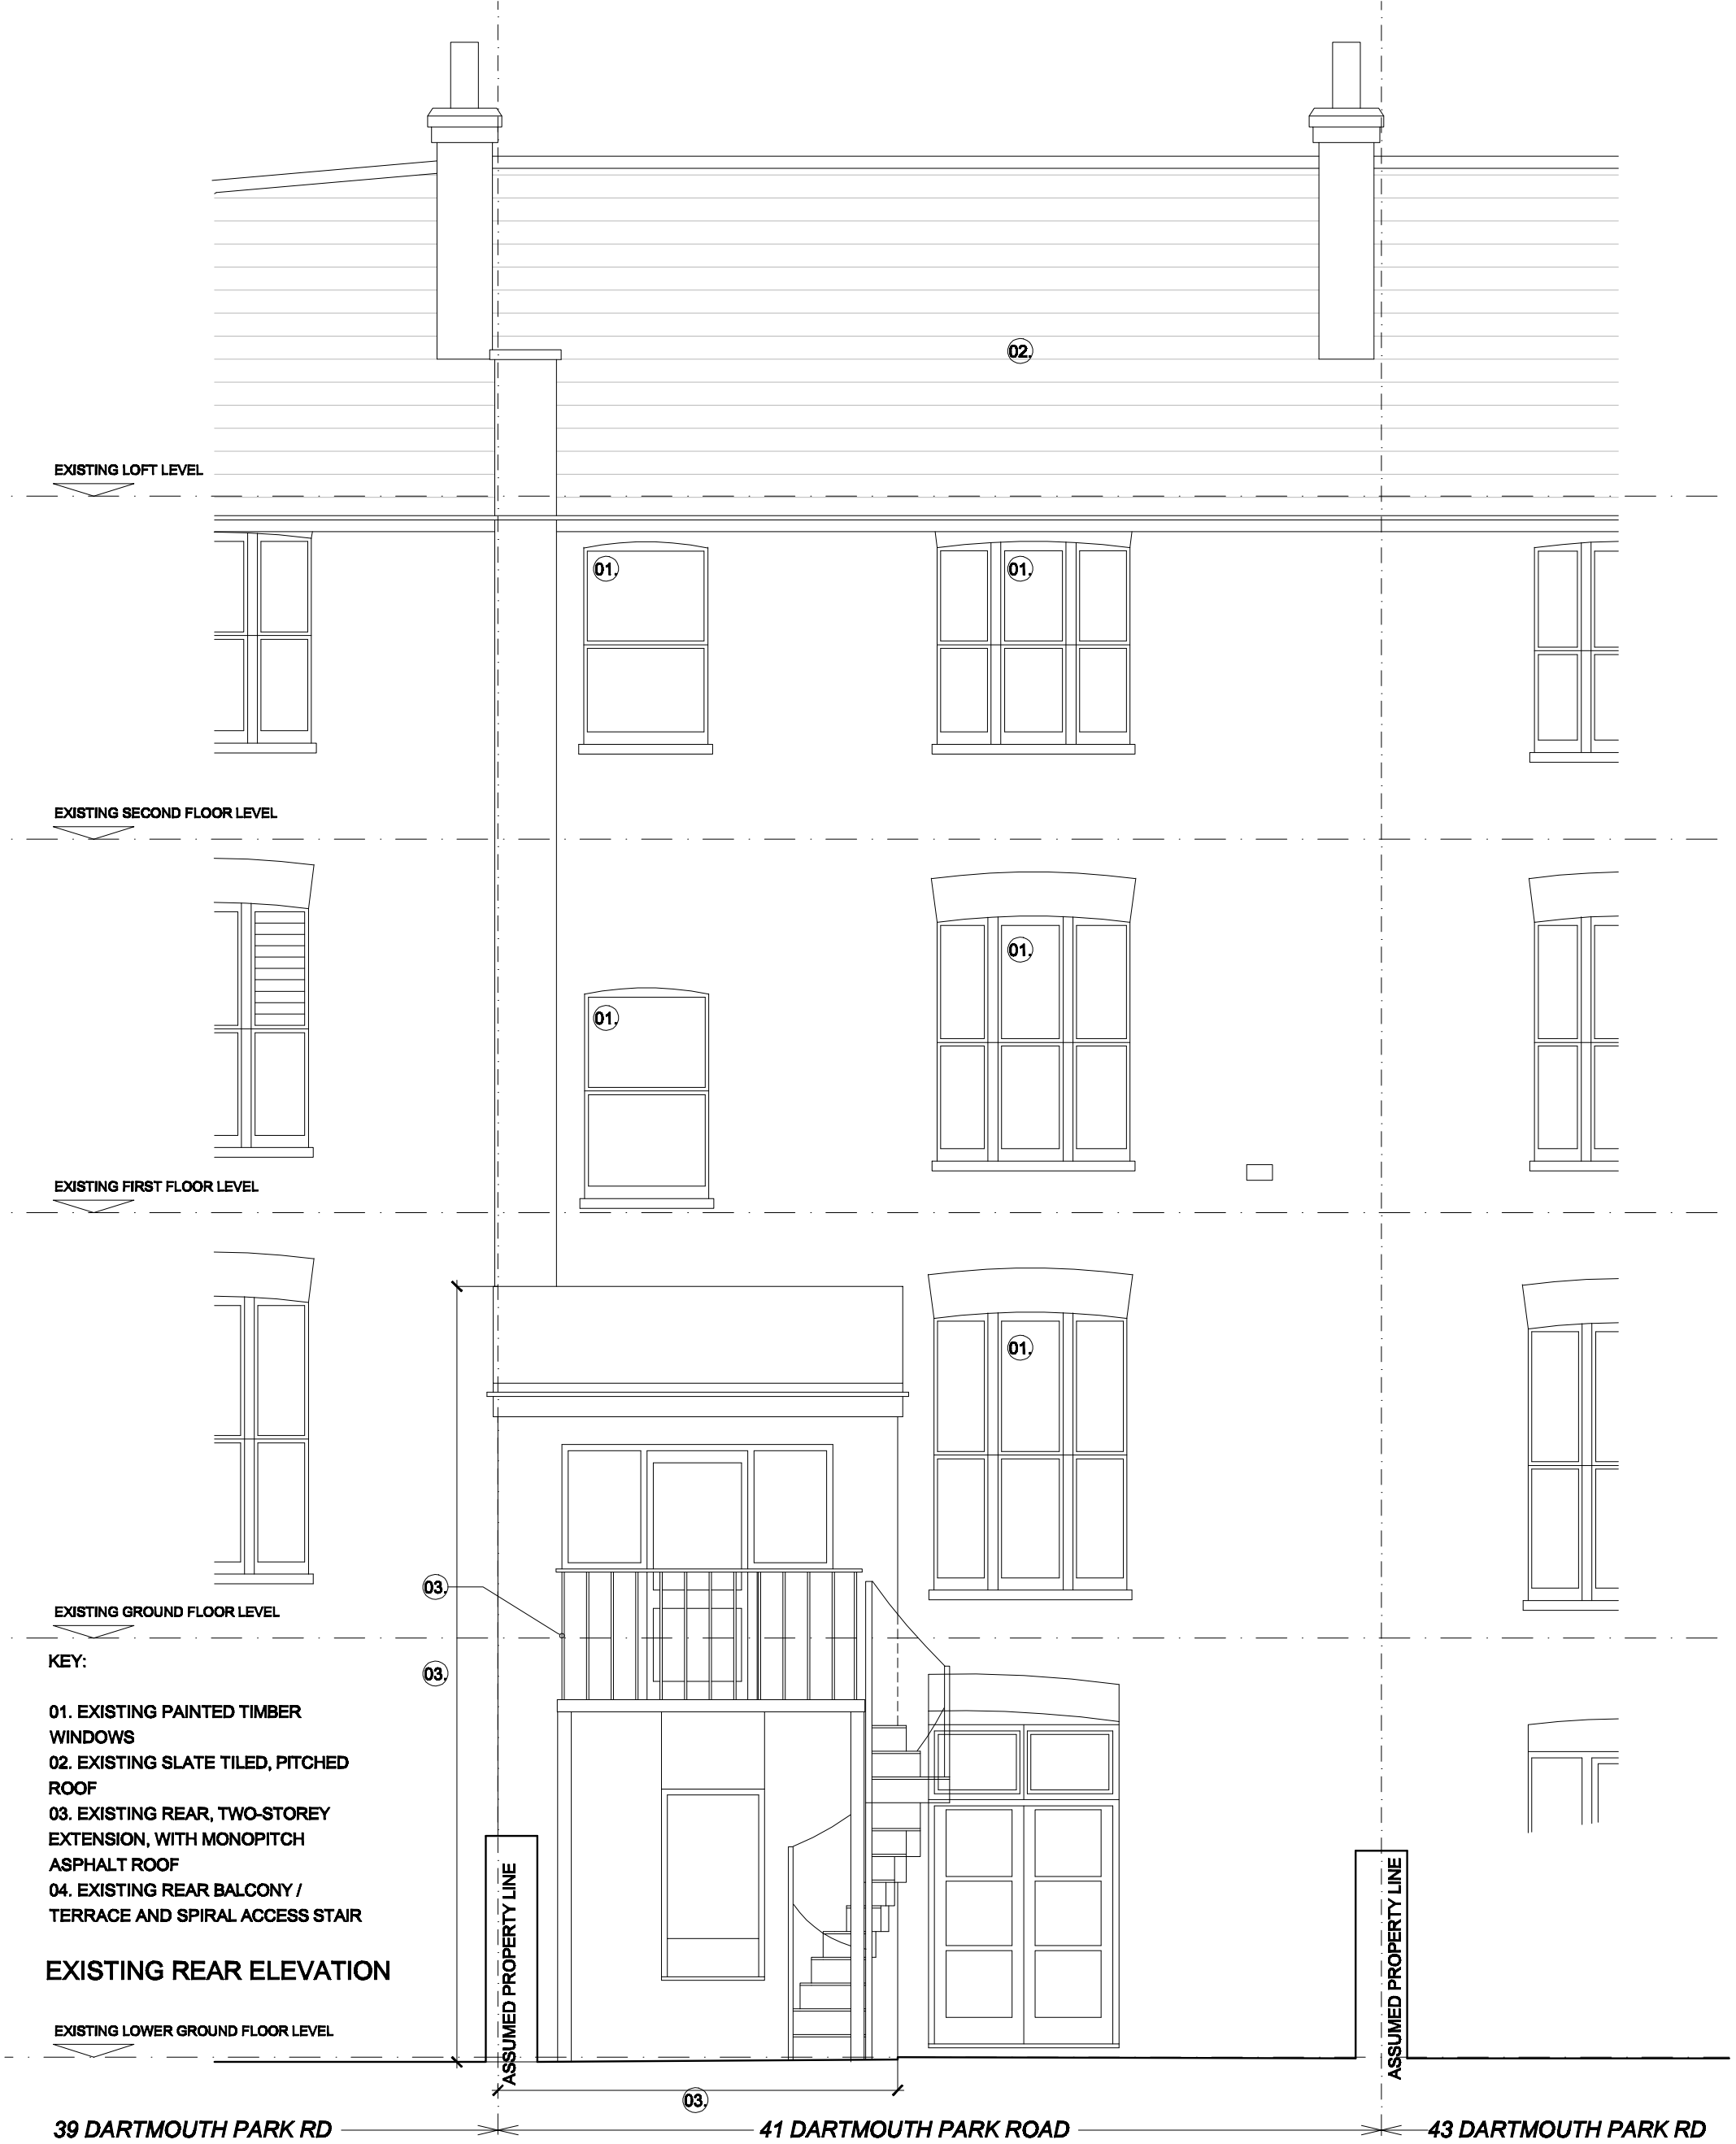 02.
EXISTING LOFT LEVEL
01.
01.
EXISTING SECOND FLOOR LEVEL
01.
01.
EXISTING FIRST FLOOR LEVEL
01.
03.
EXISTING GROUND FLOOR LEVEL
KEY:
03.
01. EXISTING PAINTED TIMBER
WINDOWS
02. EXISTING SLATE TILED, PITCHED
ROOF
03. EXISTING REAR, TWO-STOREY
EXTENSION, WITH MONOPITCH
ASPHALT ROOF
04. EXISTING REAR BALCONY /
TERRACE AND SPIRAL ACCESS STAIR
EXISTING REAR ELEVATION
ASSUMED PROPERTY LINE
ASSUMED PROPERTY LINE
EXISTING LOWER GROUND FLOOR LEVEL
03.
39 DARTMOUTH PARK RD
41 DARTMOUTH PARK ROAD
43 DARTMOUTH PARK RD